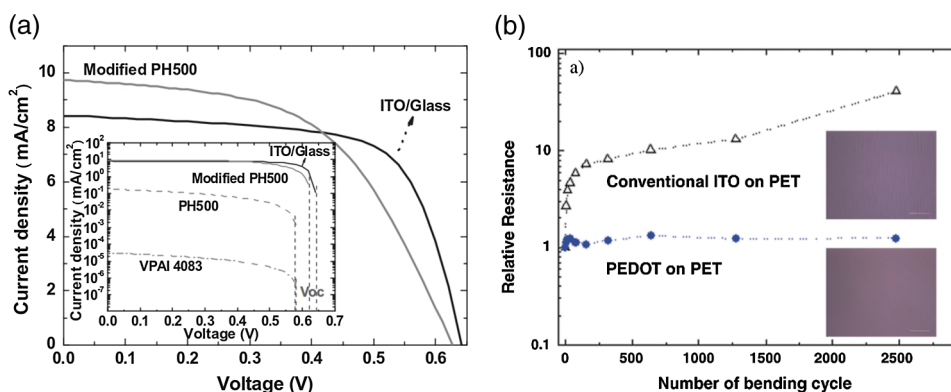 (a)
Current density (mA/cm²)
10
8
6
4
2
0
Modified PH500
ITO/Glass
Current density (mA/cm²)
10²
10¹
10⁰
10⁻¹
10⁻²
10⁻³
10⁻⁴
10⁻⁵
10⁻⁶
10⁻⁷
ITO/Glass
Modified PH500
PH500
VPAI 4083
Voc
0.0 0.1 0.2 0.3 0.4 0.5 0.6 0.7
Voltage (V)
0.0 0.1 0.2 0.3 0.4 0.5 0.6
Voltage (V)
(b)
a)
Relative Resistance
100
10
1
0.1
Conventional ITO on PET
PEDOT on PET
0 500 1000 1500 2000 2500
Number of bending cycle